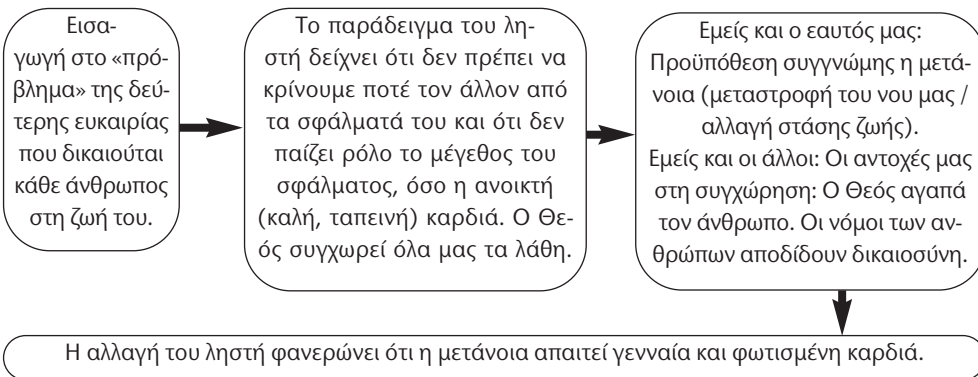 Εισα-
γωγή στο «πρό-
βλημα» της δεύ-
τερης ευκαιρίας
που δικαιούται
κάθε άνθρωπος
στη ζωή του.
Το παράδειγμα του λη-
στή δείχνει ότι δεν πρέπει να
κρίνουμε ποτέ τον άλλον από
τα σφάλματά του και ότι δεν
παίζει ρόλο το μέγεθος του
σφάλματος, όσο η ανοικτή
(καλή, ταπεινή) καρδιά. Ο Θε-
ός συγχωρεί όλα μας τα λάθη.
Εμείς και ο εαυτός μας:
Προϋπόθεση συγγνώμης η μετά-
νοια (μεταστροφή του νου μας /
αλλαγή στάσης ζωής).
Εμείς και οι άλλοι: Οι αντοχές μας
στη συγχώρηση: Ο Θεός αγαπά
τον άνθρωπο. Οι νόμοι των αν-
θρώπων αποδίδουν δικαιοσύνη.
Η αλλαγή του ληστή φανερώνει ότι η μετάνοια απαιτεί γενναία και φωτισμένη καρδιά.